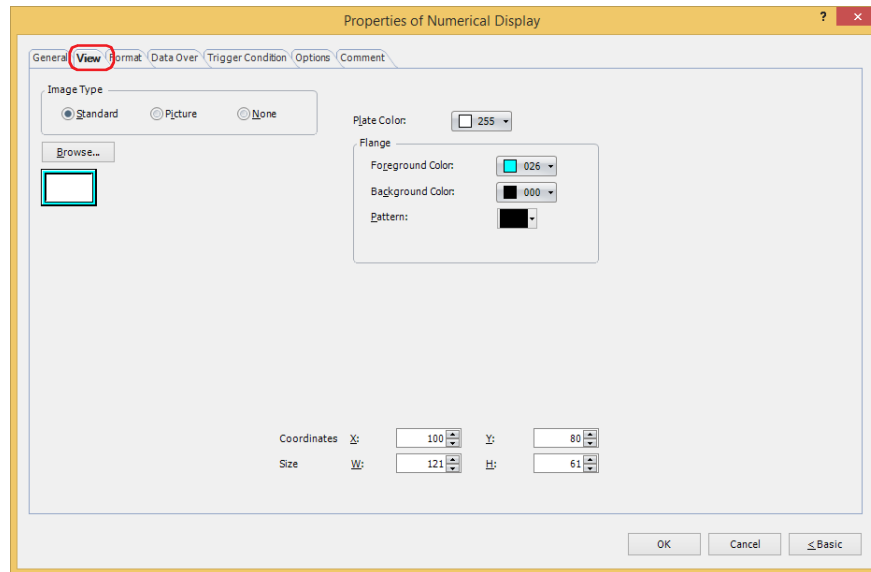 Properties of Numerical Display
? ×
General View Format Data Over Trigger Condition Options Comment
Image Type
Standard Picture None
Plate Color: 255
Browse...
Flange
Foreground Color: 026
Background Color: 000
Pattern:
Coordinates X: 100 Y: 80
Size W: 121 H: 61
OK Cancel < Basic